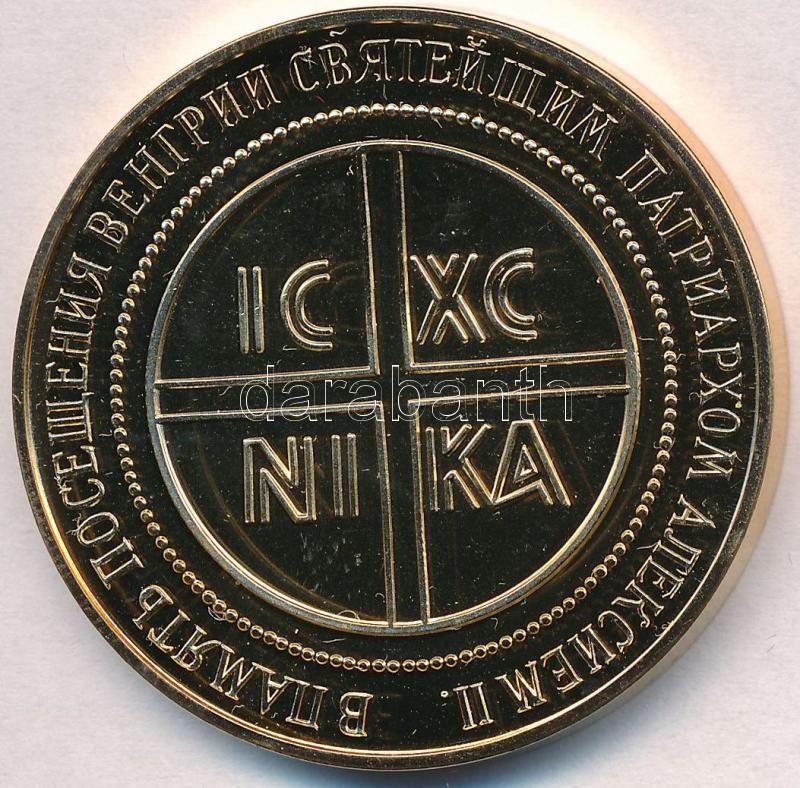 В ПАМЯТЬ ПОСЕЩЕНИЯ ВЕНГРИИ СВЯТЕЙШИМ ПАТРИАРХОМ АЛЕКСИЕМ II
IC XC
NI KA
darabanth